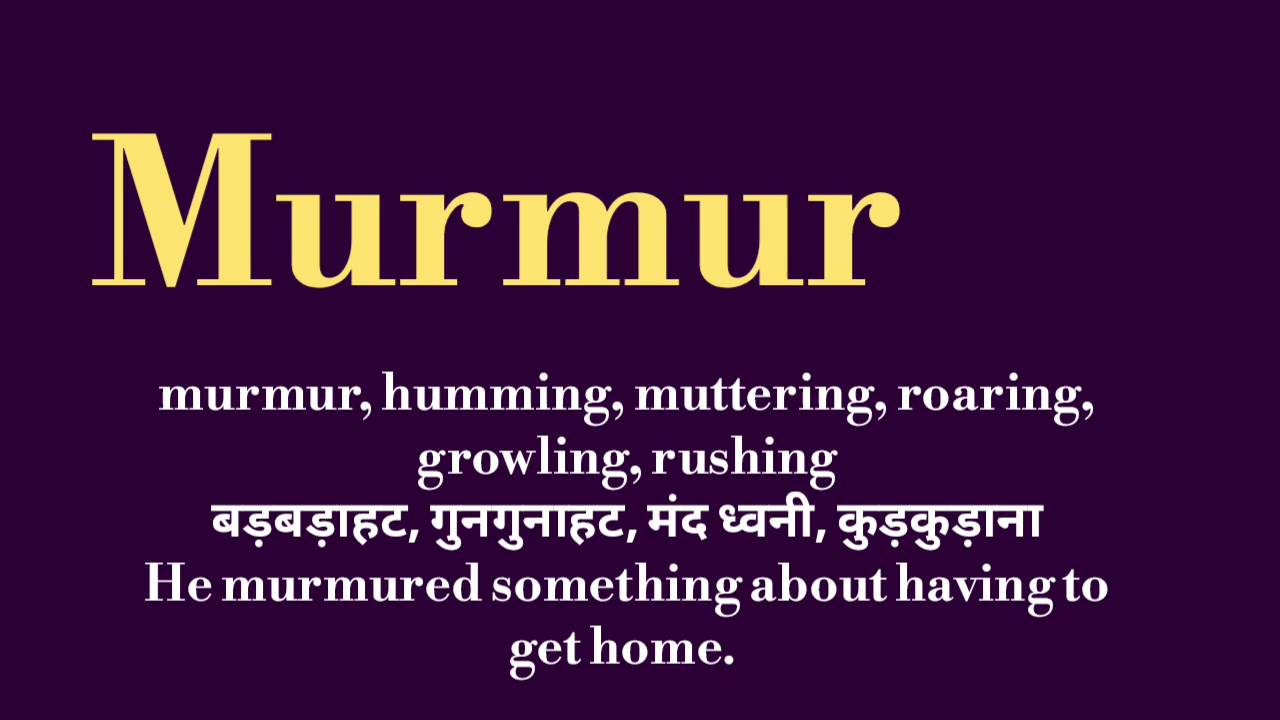 Murmur
murmur, humming, muttering, roaring,
growling, rushing
बड़बड़ाहट, गुनगुनाहट, मंद ध्वनी, कुड़कुड़ाना
He murmured something about having to
get home.